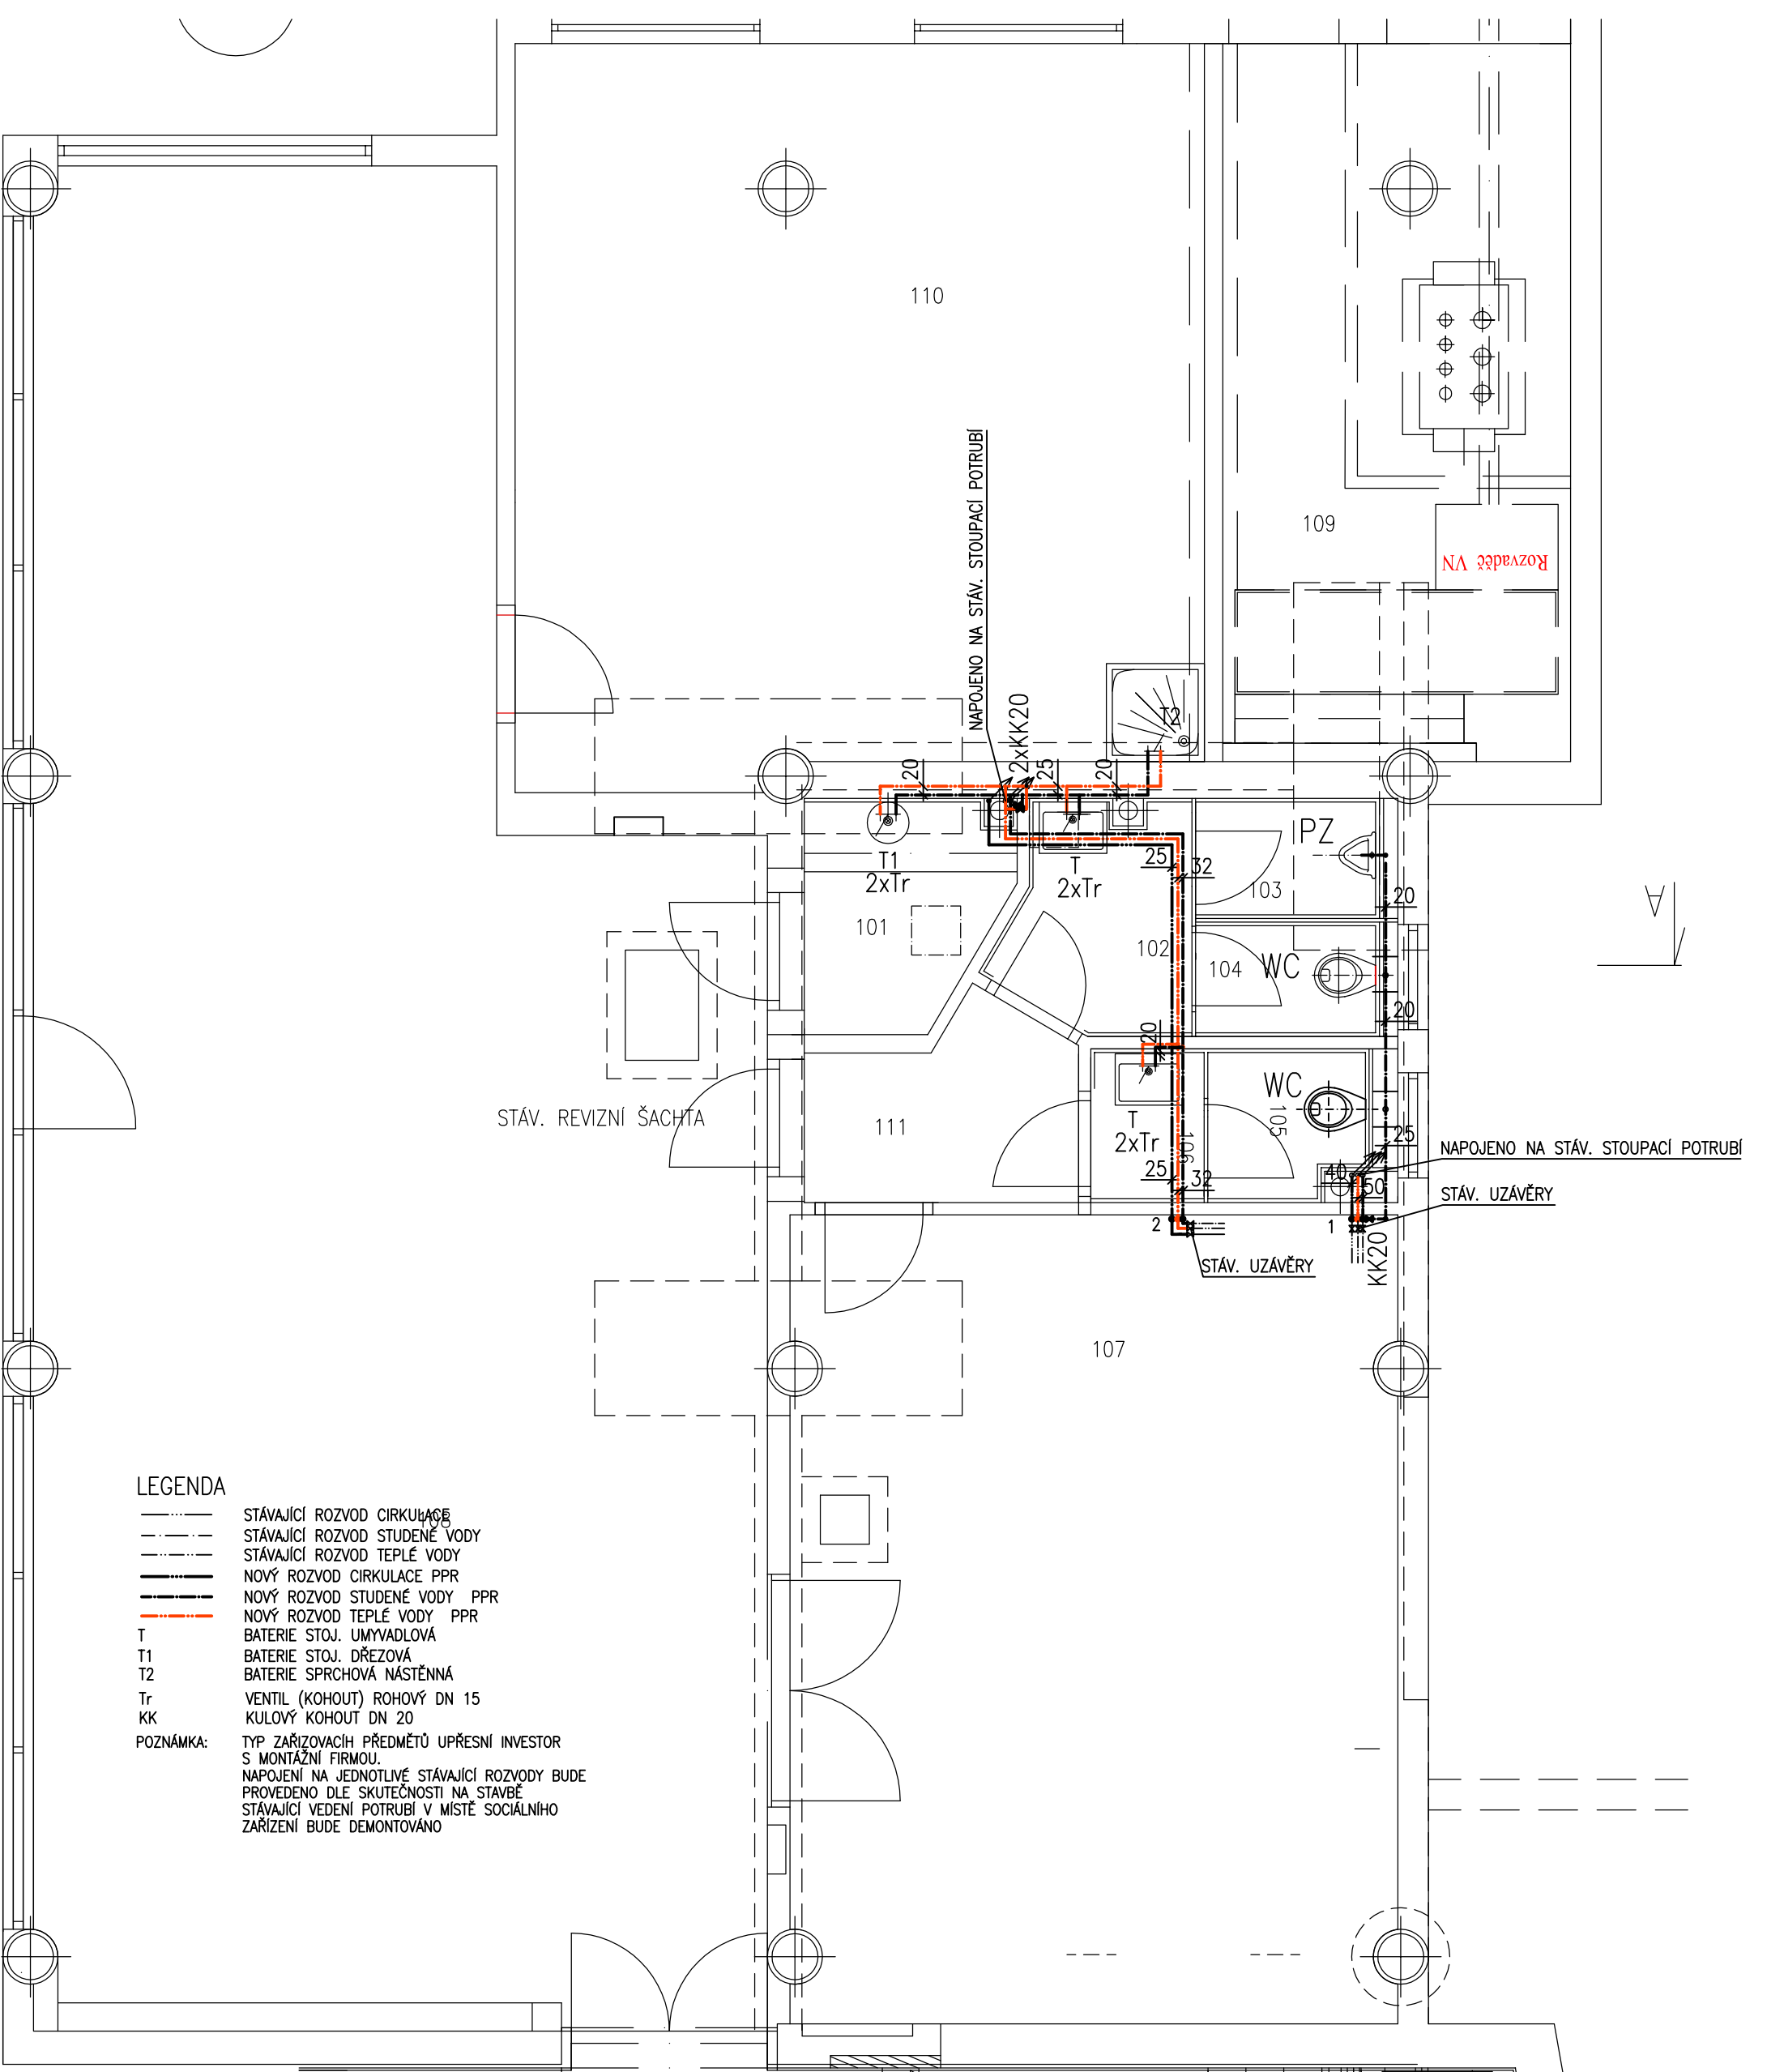 110
109
Rozvaděč VN
NAPOJENO NA STÁV. STOUPACÍ POTRUBÍ
2xKK20
T2
20
25
20
PZ
T1
2xTr
T
2xTr
25
32
103
20
A
101
102
104
WC
20
20
STÁV. REVIZNÍ ŠACHTA
111
WC
105
T
2xTr
106
25
NAPOJENO NA STÁV. STOUPACÍ POTRUBÍ
25
32
40
50
STÁV. UZÁVĚRY
2
1
KK20
STÁV. UZÁVĚRY
107
LEGENDA
STÁVAJÍCÍ ROZVOD CIRKULACE
108
STÁVAJÍCÍ ROZVOD STUDENÉ VODY
STÁVAJÍCÍ ROZVOD TEPLÉ VODY
NOVÝ ROZVOD CIRKULACE PPR
NOVÝ ROZVOD STUDENÉ VODY PPR
NOVÝ ROZVOD TEPLÉ VODY PPR
T BATERIE STOJ. UMYVADLOVÁ
T1 BATERIE STOJ. DŘEZOVÁ
T2 BATERIE SPRCHOVÁ NÁSTĚNNÁ
Tr VENTIL (KOHOUT) ROHOVÝ DN 15
KK KULOVÝ KOHOUT DN 20
POZNÁMKA: TYP ZAŘIZOVACÍH PŘEDMĚTŮ UPŘESNÍ INVESTOR
S MONTÁŽNÍ FIRMOU.
NAPOJENÍ NA JEDNOTLIVÉ STÁVAJÍCÍ ROZVODY BUDE
PROVEDENO DLE SKUTEČNOSTI NA STAVBĚ
STÁVAJÍCÍ VEDENÍ POTRUBÍ V MÍSTĚ SOCIÁLNÍHO
ZAŘÍZENÍ BUDE DEMONTOVÁNO